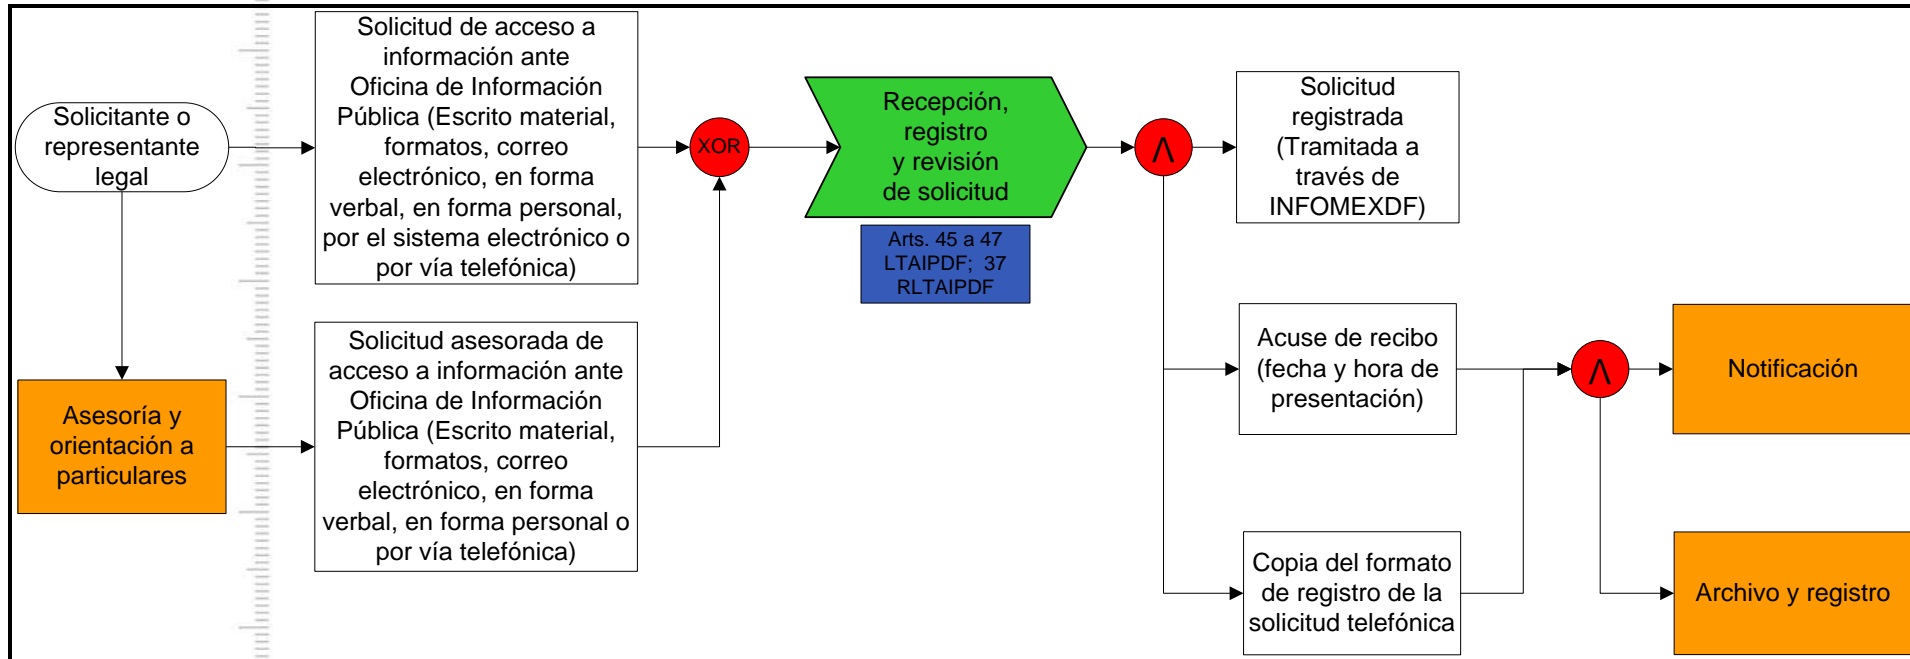 Solicitante o
representante
legal
Solicitud de acceso a
información ante
Oficina de Información
Pública (Escrito material,
formatos, correo
electrónico, en forma
verbal, en forma personal,
por el sistema electrónico o
por vía telefónica)
XOR
Recepción,
registro
y revisión
de solicitud
Arts. 45 a 47
LTAIPDF; 37
RLTAIPDF
Λ
Solicitud
registrada
(Tramitada a
través de
INFOMEXDF)
Asesoría y
orientación a
particulares
Solicitud asesorada de
acceso a información ante
Oficina de Información
Pública (Escrito material,
formatos, correo
electrónico, en forma
verbal, en forma personal o
por vía telefónica)
Acuse de recibo
(fecha y hora de
presentación)
Λ
Notificación
Copia del formato
de registro de la
solicitud telefónica
Archivo y registro